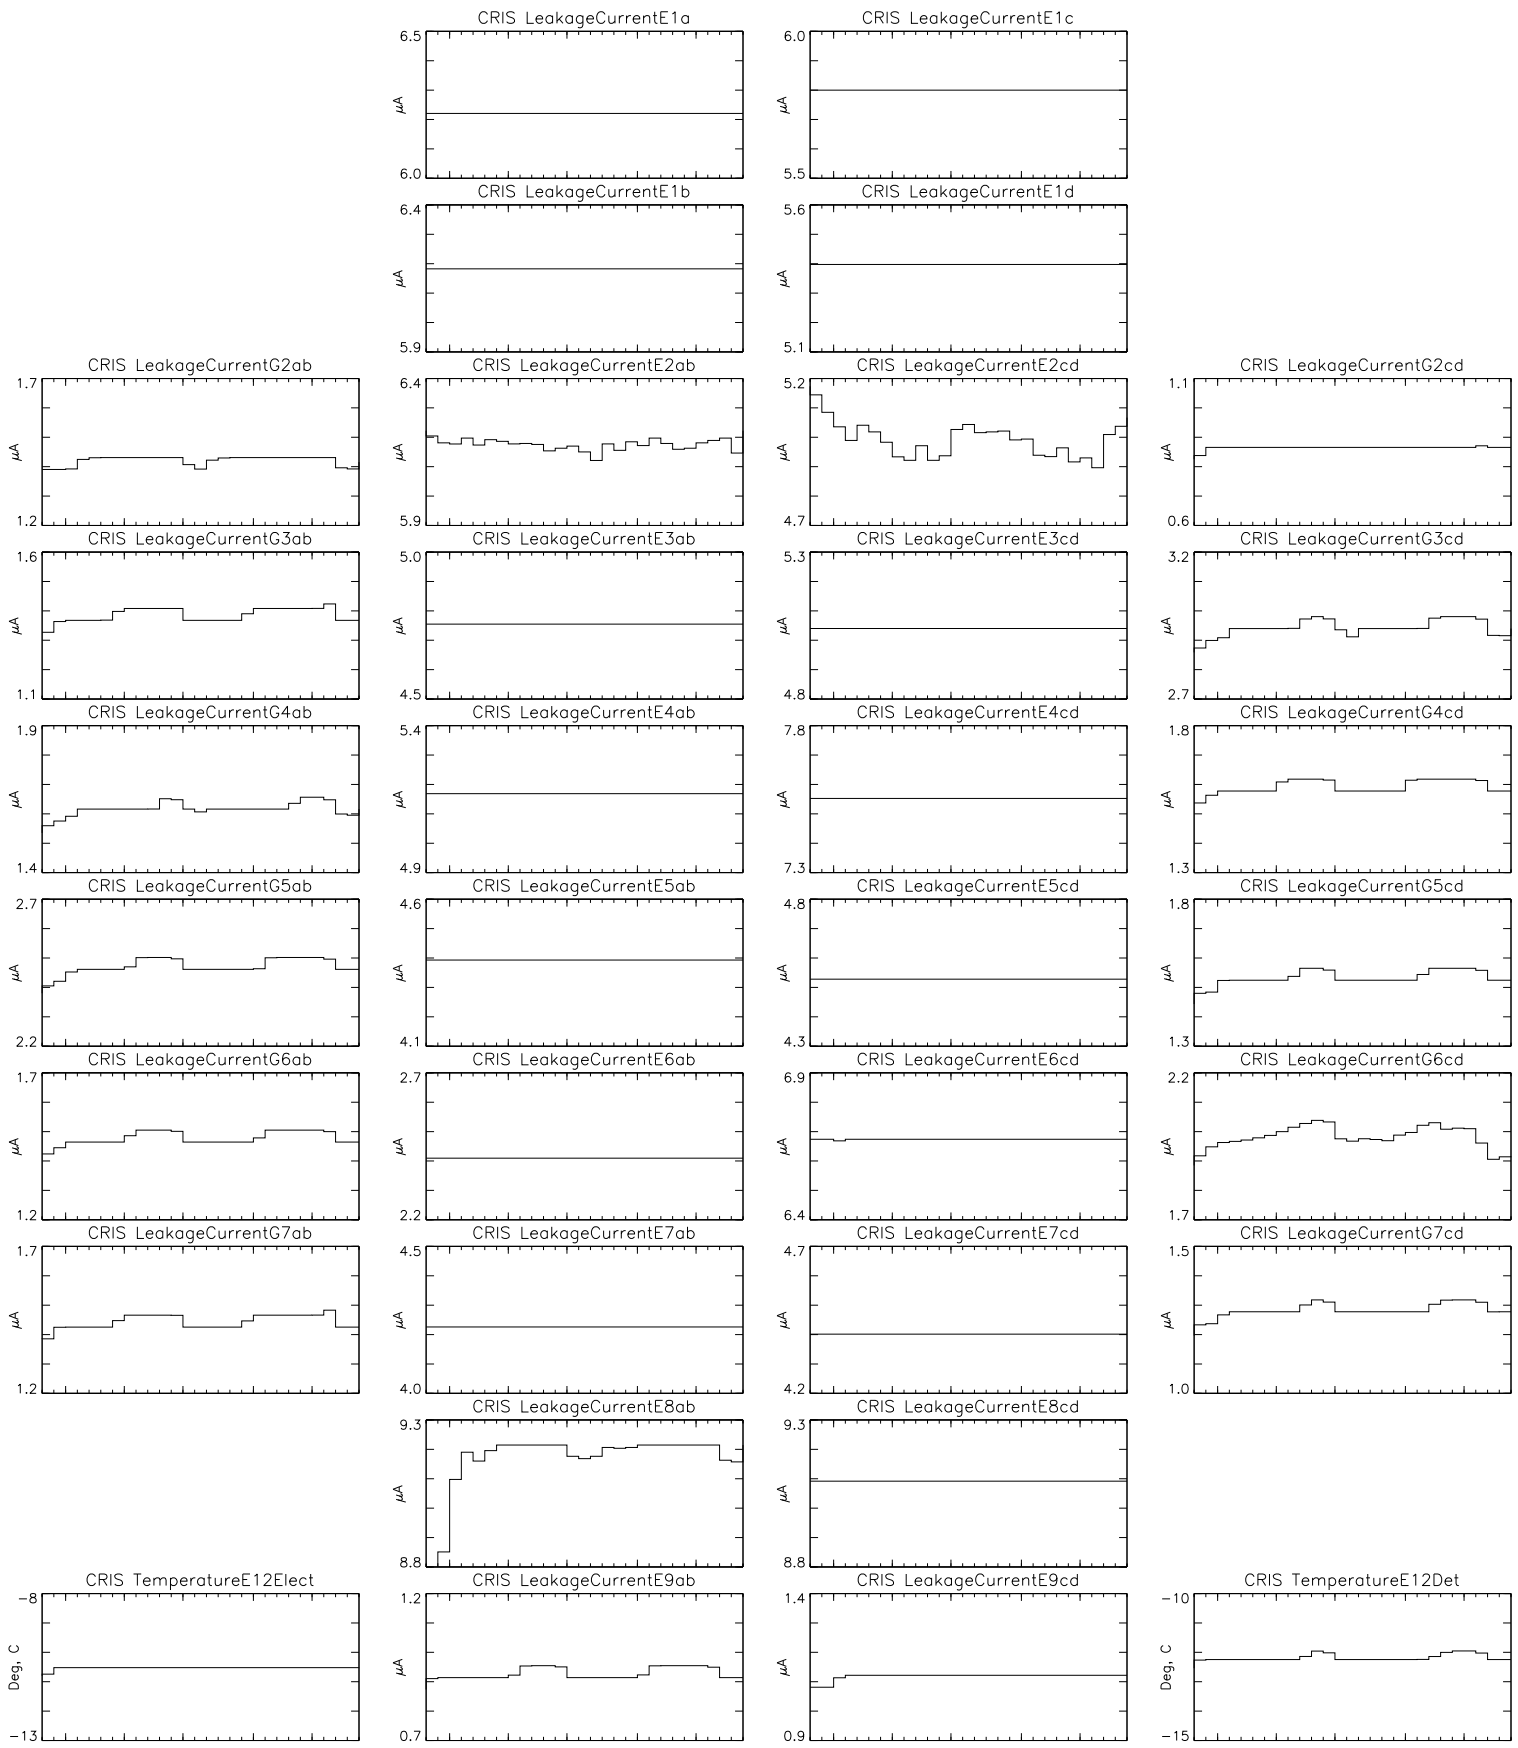 CRIS LeakageCurrentE1a CRIS LeakageCurrentE1c
6.5 6.0
μA μA
6.0 5.5
CRIS LeakageCurrentE1b CRIS LeakageCurrentE1d
6.4 5.6
μA μA
5.9 5.1
CRIS LeakageCurrentG2ab CRIS LeakageCurrentE2ab CRIS LeakageCurrentE2cd CRIS LeakageCurrentG2cd
1.7 6.4 5.2 1.1
μA μA μA μA
1.2 5.9 4.7 0.6
CRIS LeakageCurrentG3ab CRIS LeakageCurrentE3ab CRIS LeakageCurrentE3cd CRIS LeakageCurrentG3cd
1.6 5.0 5.3 3.2
μA μA μA μA
1.1 4.5 4.8 2.7
CRIS LeakageCurrentG4ab CRIS LeakageCurrentE4ab CRIS LeakageCurrentE4cd CRIS LeakageCurrentG4cd
1.9 5.4 7.8 1.8
μA μA μA μA
1.4 4.9 7.3 1.3
CRIS LeakageCurrentG5ab CRIS LeakageCurrentE5ab CRIS LeakageCurrentE5cd CRIS LeakageCurrentG5cd
2.7 4.6 4.8 1.8
μA μA μA μA
2.2 4.1 4.3 1.3
CRIS LeakageCurrentG6ab CRIS LeakageCurrentE6ab CRIS LeakageCurrentE6cd CRIS LeakageCurrentG6cd
1.7 2.7 6.9 2.2
μA μA μA μA
1.2 2.2 6.4 1.7
CRIS LeakageCurrentG7ab CRIS LeakageCurrentE7ab CRIS LeakageCurrentE7cd CRIS LeakageCurrentG7cd
1.7 4.5 4.7 1.5
μA μA μA μA
1.2 4.0 4.2 1.0
CRIS LeakageCurrentE8ab CRIS LeakageCurrentE8cd
9.3 9.3
μA μA
8.8 8.8
CRIS TemperatureE12Elect CRIS LeakageCurrentE9ab CRIS LeakageCurrentE9cd CRIS TemperatureE12Det
-8 1.2 1.4 -10
Deg, C μA μA Deg, C
-13 0.7 0.9 -15